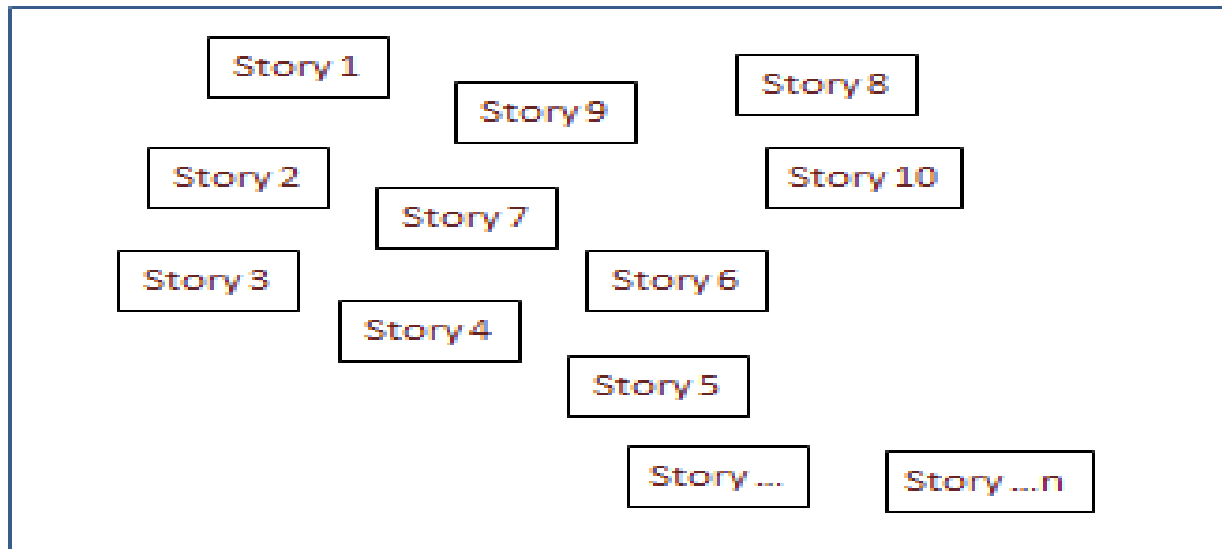 Story 1
Story 8
Story 9
Story 2
Story 10
Story 7
Story 3
Story 6
Story 4
Story 5
Story ....
Story ....n